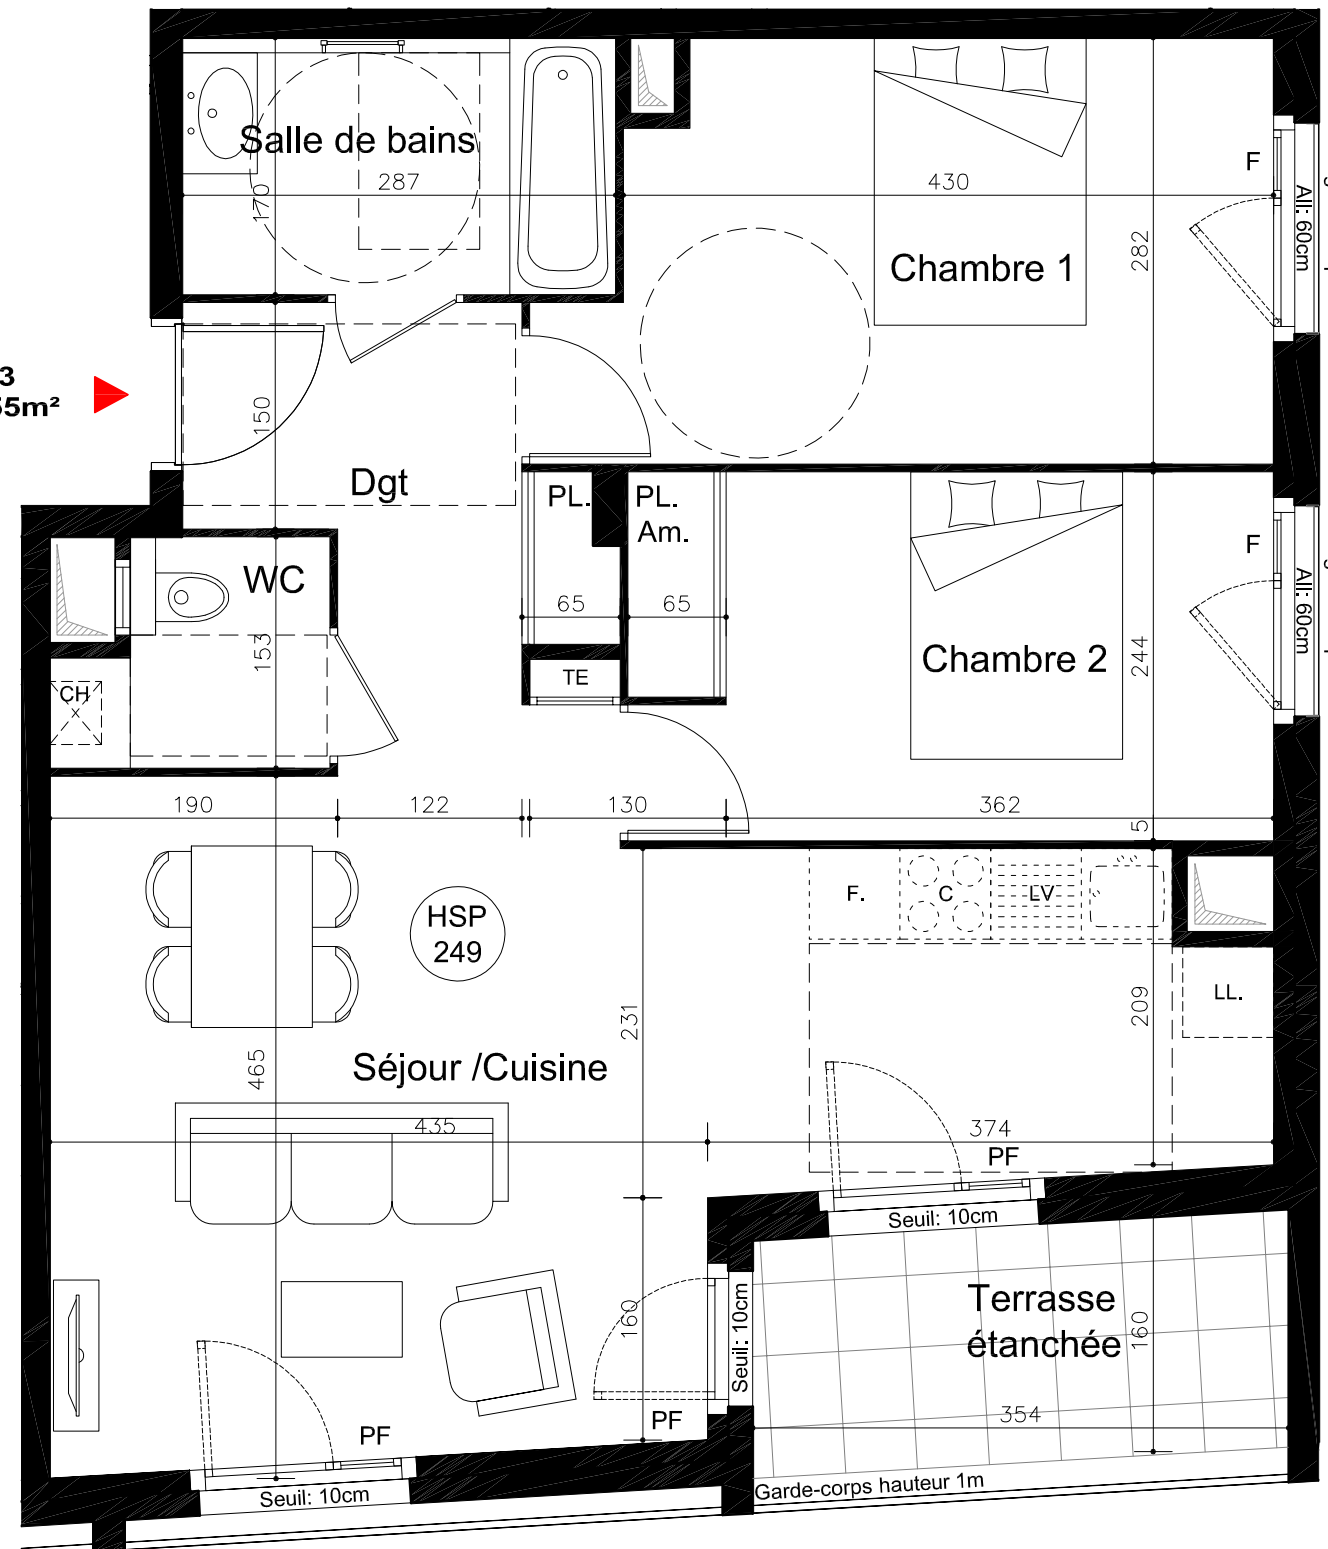 Salle de bains
287
170
430
F
All: 60cm
282
Chambre 1
3
5m²
150
Dgt
PL.
PL.
Am.
F
All: 60cm
WC
65
65
153
244
Chambre 2
TE
CH
190
122
130
362
5
HSP
249
F.
C
LV
LL.
231
209
465
Séjour /Cuisine
435
374
PF
Seuil: 10cm
Terrasse
étanchée
160
160
Seuil: 10cm
354
PF
PF
Seuil: 10cm
Garde-corps hauteur 1m